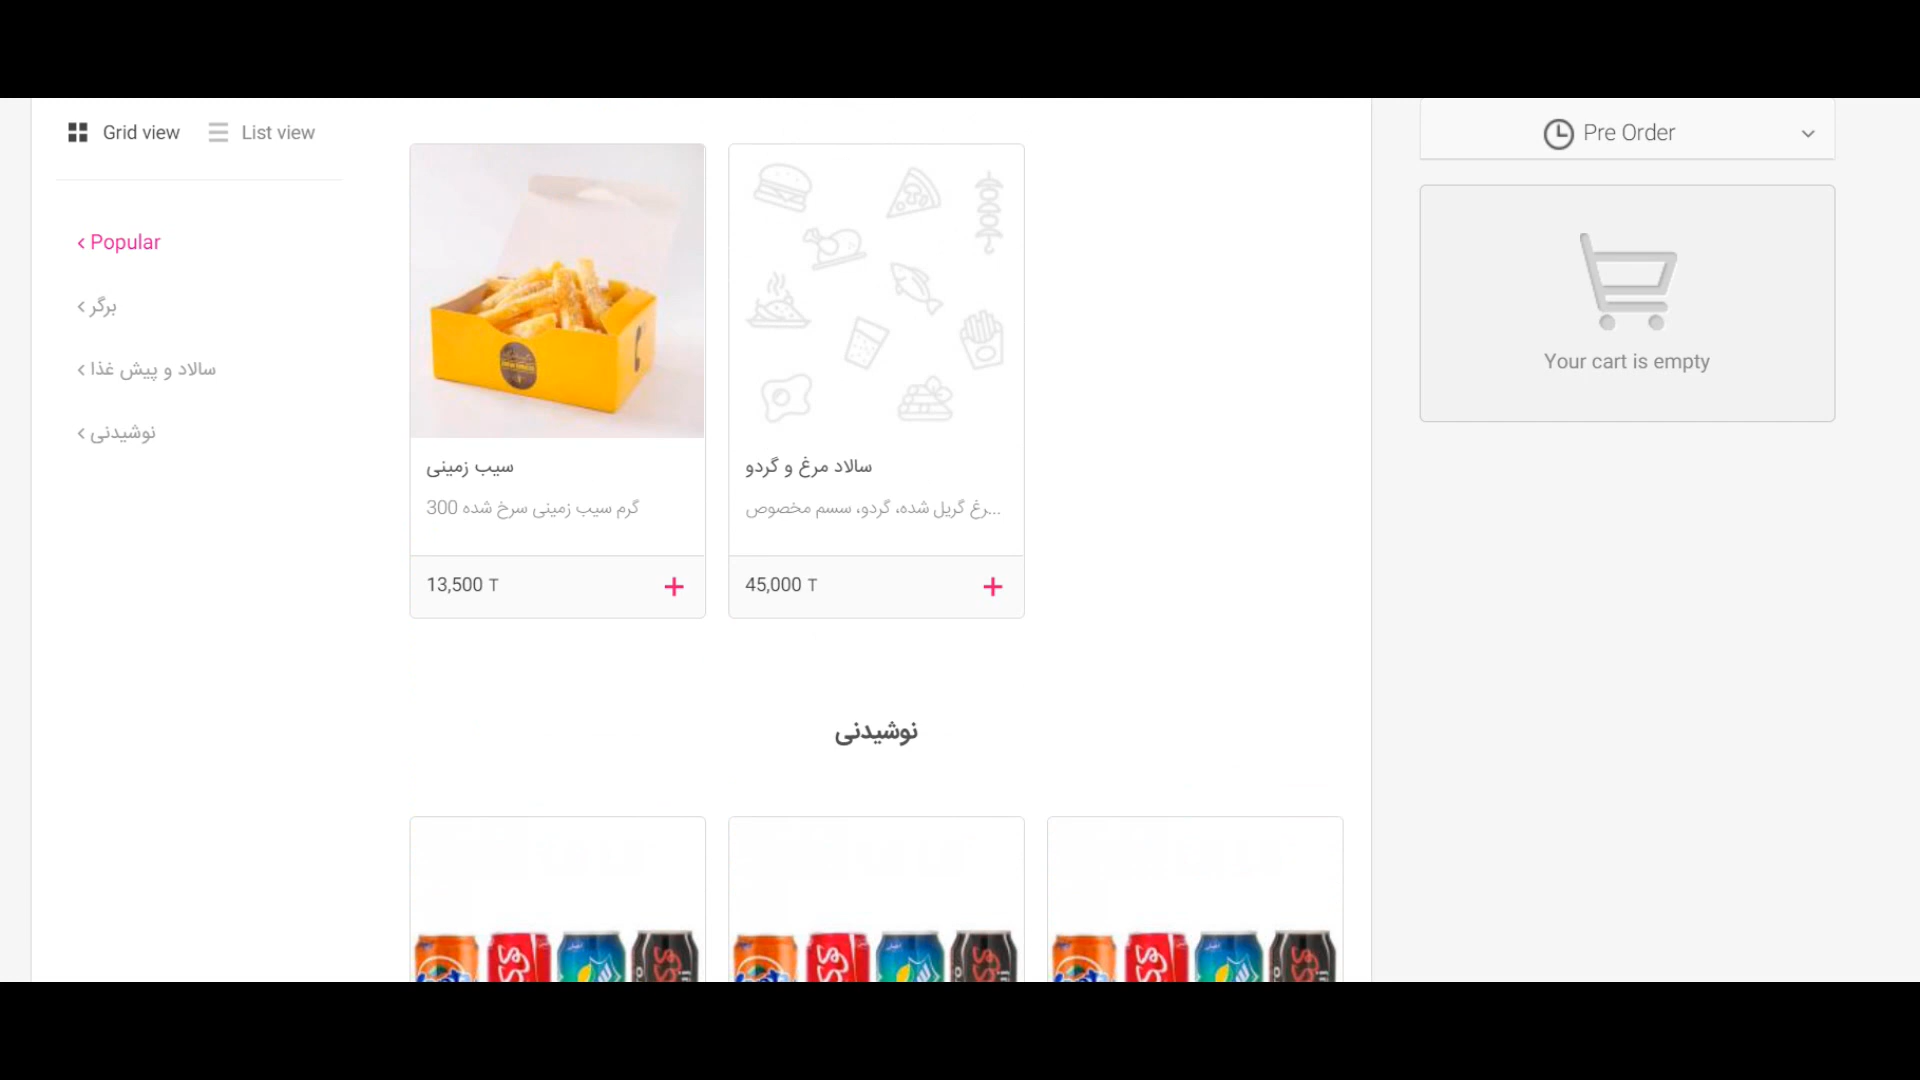 Grid view
List view
Popular
برگر
سالاد و پیش غذا
نوشیدنی
سیب زمینی
گرم سیب زمینی سرخ شده 300
13,500 T
سالاد مرغ و گردو
...رغ گریل شده، گردو، سسم مخصوص
45,000 T
نوشیدنی
Pre Order
Your cart is empty